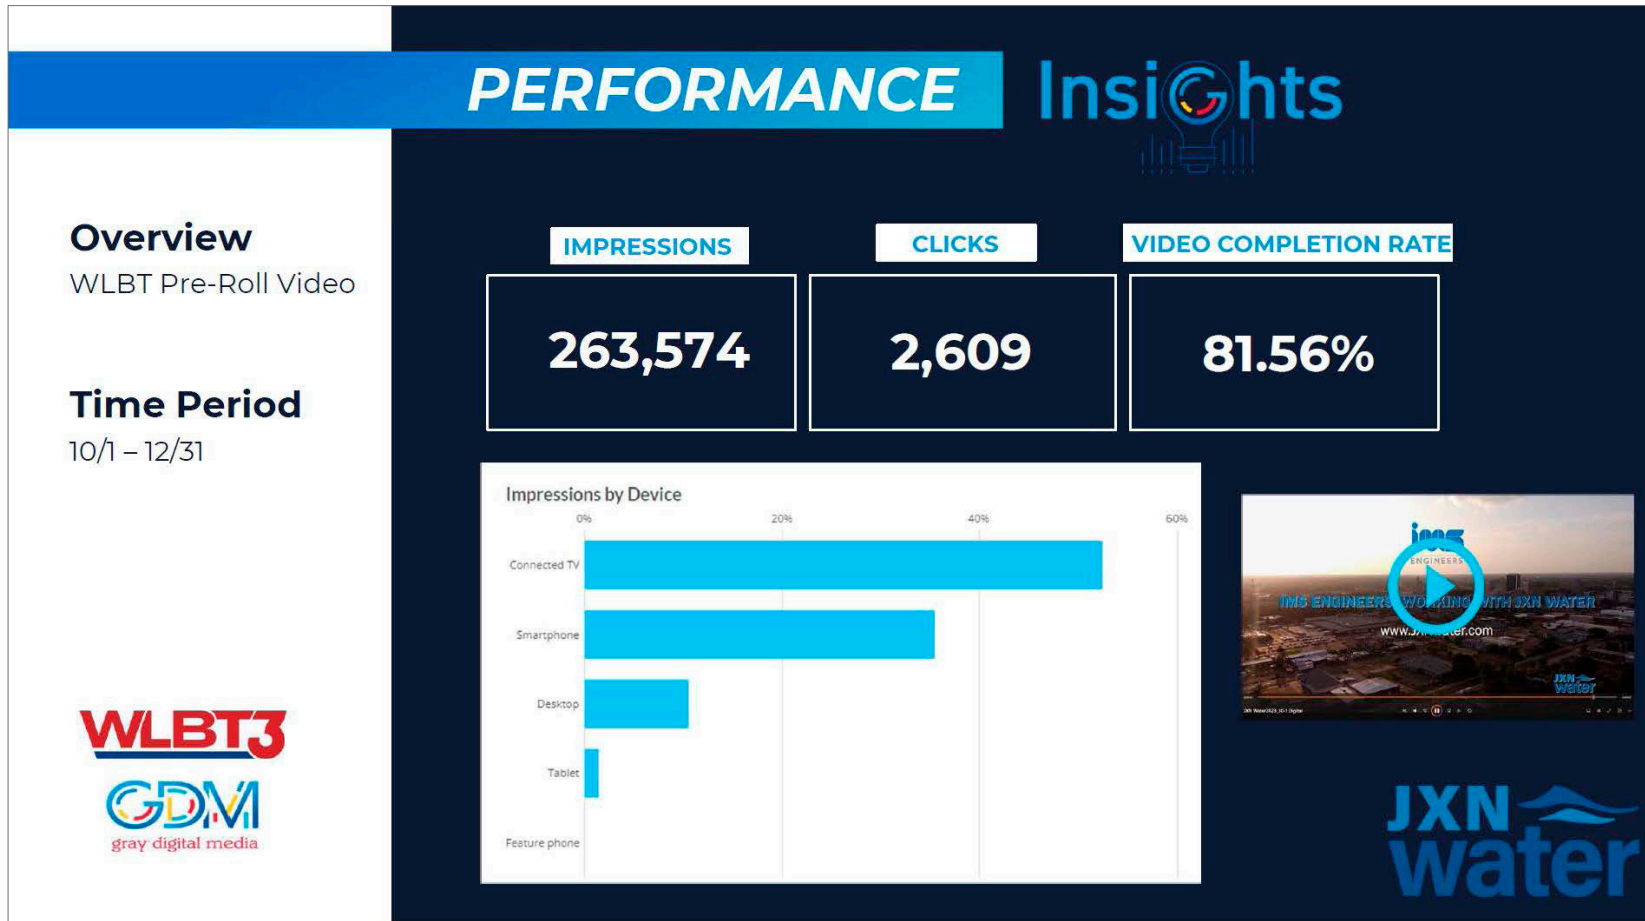 PERFORMANCE
Insights
Overview
WLBT Pre-Roll Video
Time Period
10/1 – 12/31
WLBT3
GDM
gray digital media
IMPRESSIONS
CLICKS
VIDEO COMPLETION RATE
263,574
2,609
81.56%
Impressions by Device
0%
20%
40%
60%
Connected TV
Smartphone
Desktop
Tablet
Feature phone
ims
ENGINEERS
IMS ENGINEERS WORKING WITH JXN WATER
JXN
water
JXN
water